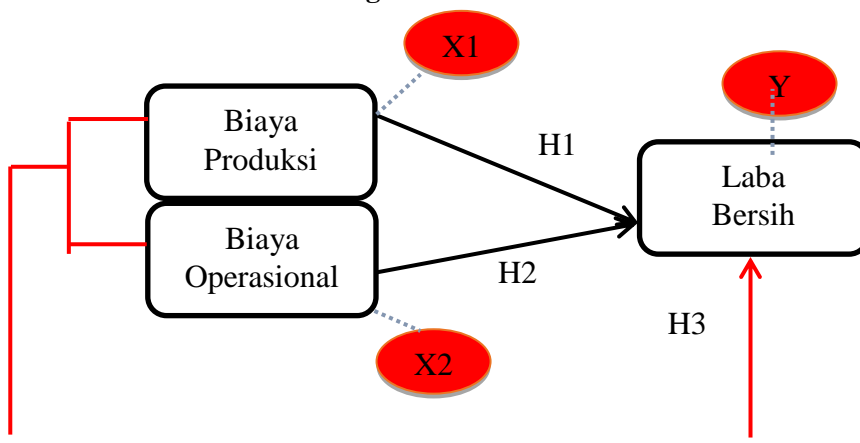 X1
Y
Biaya
Produksi
H1
Laba
Bersih
Biaya
Operasional
H2
H3
X2